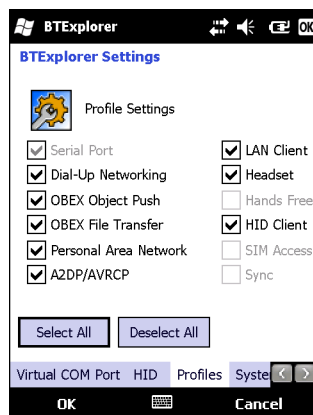 BTExplorer OK
BTExplorer Settings
Profile Settings
Serial Port LAN Client
Dial-Up Networking Headset
OBEX Object Push Hands Free
OBEX File Transfer HID Client
Personal Area Network SIM Access
A2DP/AVRCP Sync
Select All Deselect All
Virtual COM Port HID Profiles Syste
OK Cancel